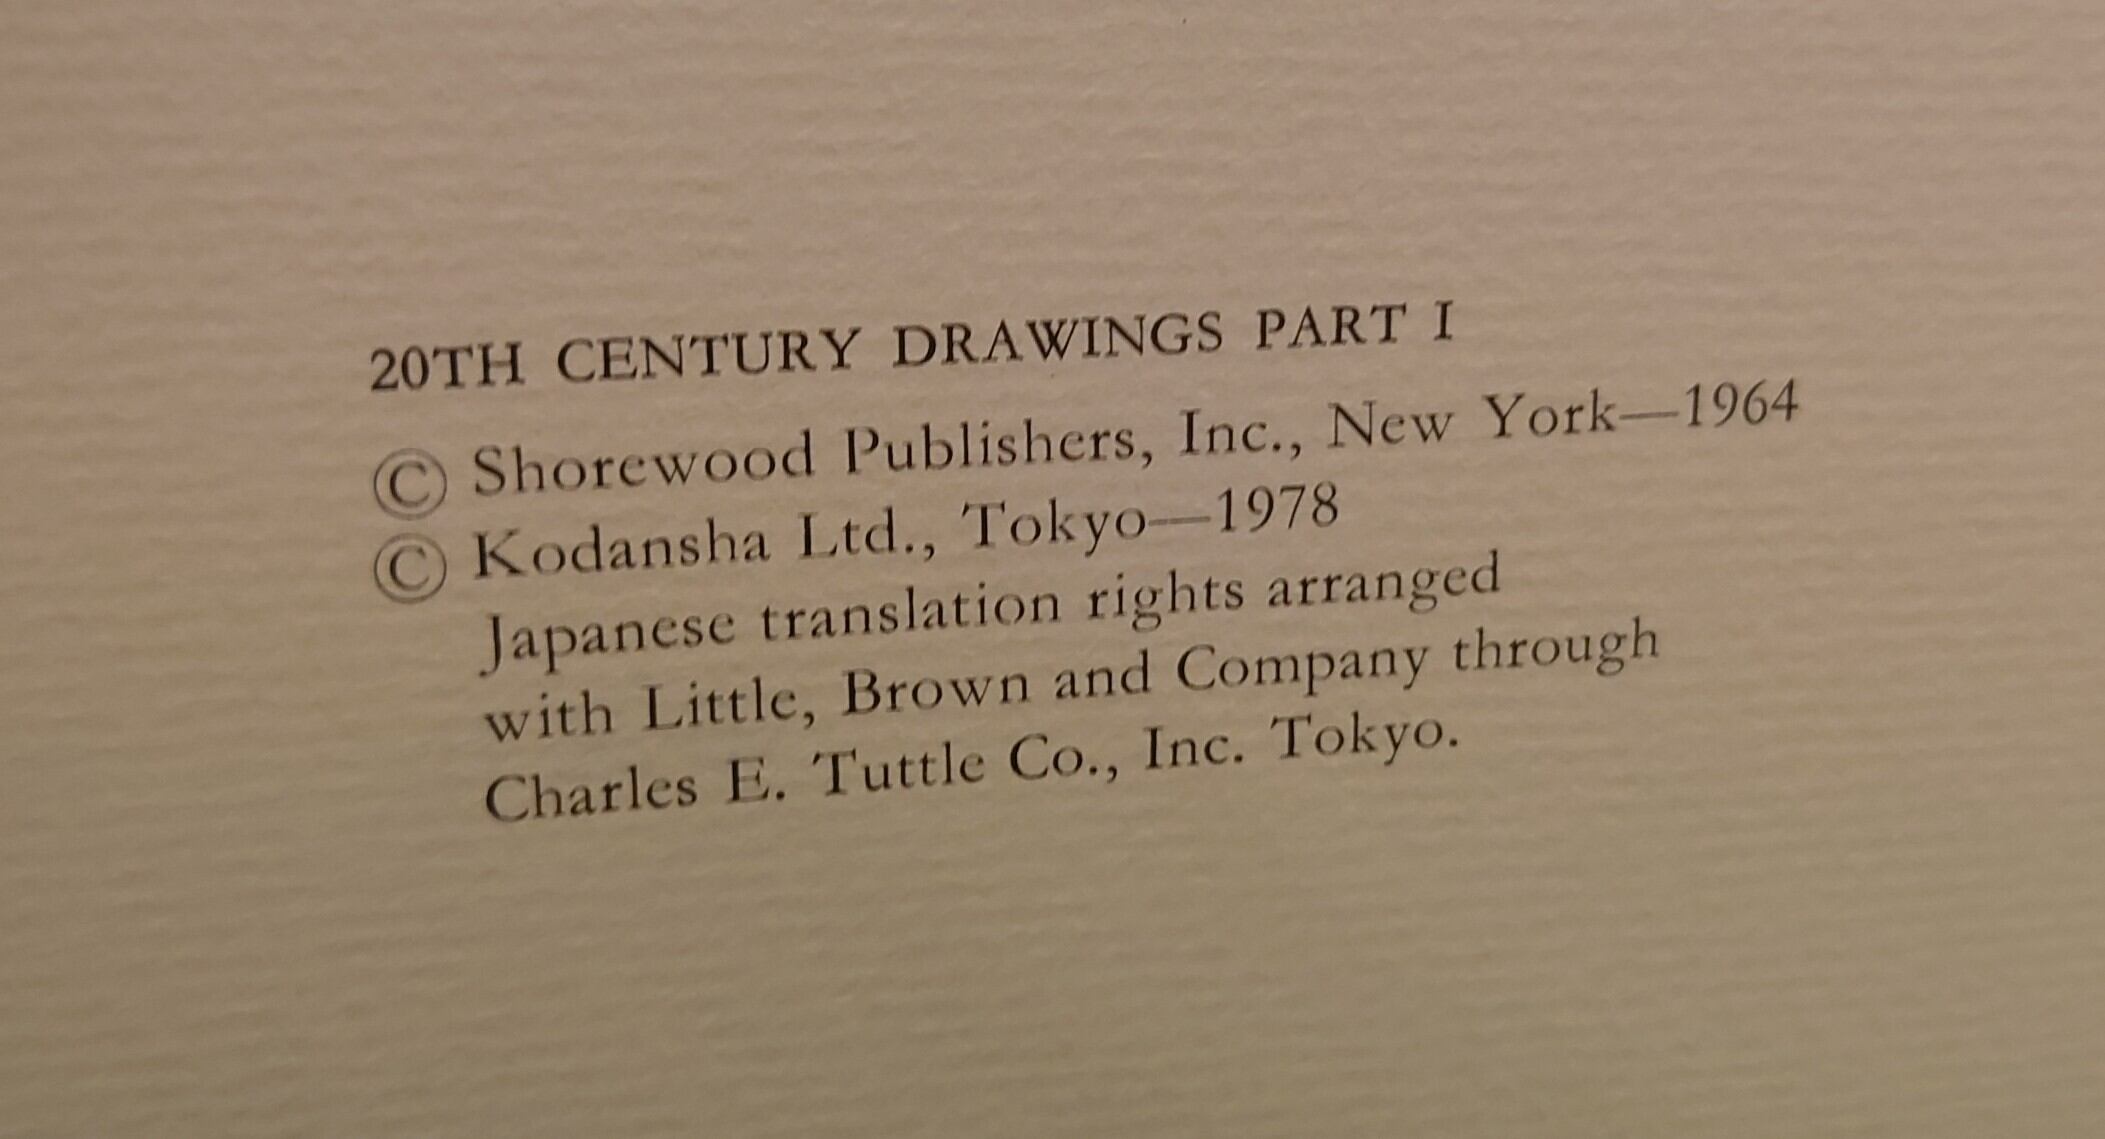 20TH CENTURY DRAWINGS PART I
© Shorewood Publishers, Inc., New York—1964
© Kodansha Ltd., Tokyo—1978
Japanese translation rights arranged
with Little, Brown and Company through
Charles E. Tuttle Co., Inc. Tokyo.